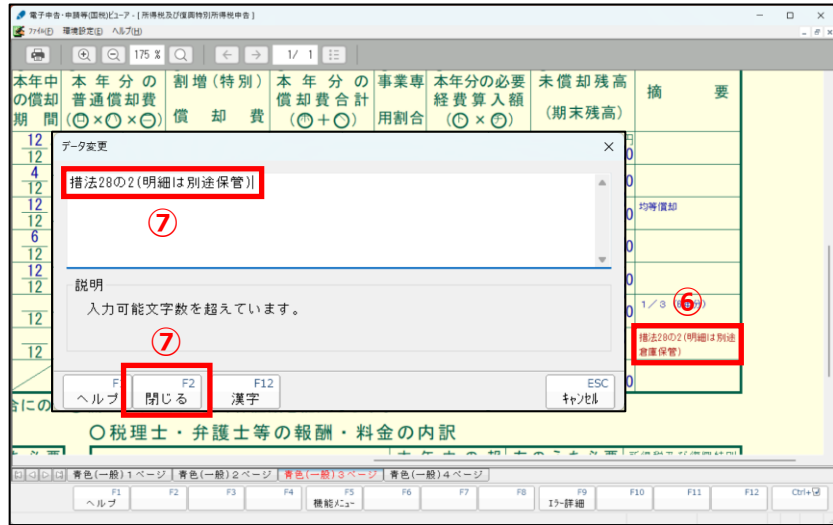 電子申告・申請等(国税)ビューア - [ 所得税及び復興特別所得税申告 ]
ファイル(F) 環境設定(E) ヘルプ(H)
175 % 1/ 1
本年中の償却期間
本年分の普通償却費
(ロ×ハ×ニ)
割増(特別)償却費
本年分の償却費合計
(ホ+ヘ)
事業専用割合
本年分の必要経費算入額
(ト×チ)
未償却残高
(期末残高)
摘要
12
12
4
12
12
12
6
12
12
12
12
12
円
0
0
0
0
0
0
0
均等償却
1/3
措法28の2(明細は別途
倉庫保管)
⑥
データ変更
措法28の2(明細は別途保管)
⑦
説明
入力可能文字数を超えています。
⑦
F1 ヘルプ
F2 閉じる
F12 漢字
ESC キャンセル
〇税理士・弁護士等の報酬・料金の内訳
青色(一般)1ページ 青色(一般)2ページ 青色(一般)3ページ 青色(一般)4ページ
F1 ヘルプ
F2
F3
F4
F5 機能メニュー
F6
F7
F8
F9 エラー詳細
F10
F11
F12